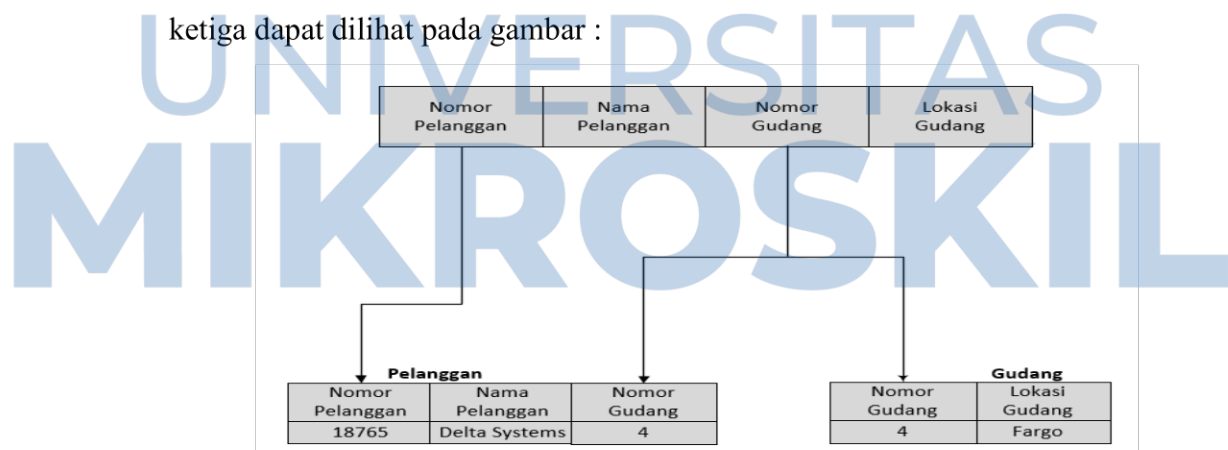 ketiga dapat dilihat pada gambar :
UNIVERSITAS
MIKROSKIL
Nomor Pelanggan Nama Pelanggan Nomor Gudang Lokasi Gudang
Pelanggan
Nomor Pelanggan Nama Pelanggan Nomor Gudang
18765 Delta Systems 4
Gudang
Nomor Gudang Lokasi Gudang
4 Fargo